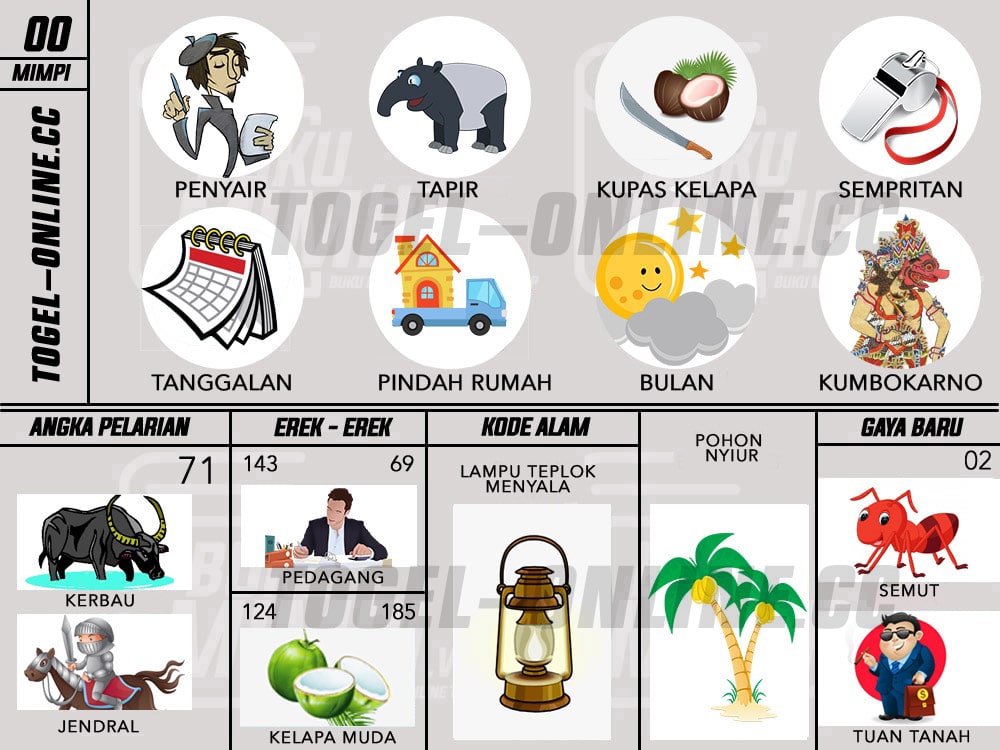 00
MIMPI
TOGEL-ONLINE.CC
PENYAIR
TAPIR
KUPAS KELAPA
SEMPRITAN
TOGEL-ONLINE.CC
TANGGALAN
PINDAH RUMAH
BULAN
KUMBOKARNO
ANGKA PELARIAN
EREK - EREK
KODE ALAM
GAYA BARU
71
KERBAU
JENDRAL
143
69
PEDAGANG
124
185
KELAPA MUDA
LAMPU TEPLOK
MENYALA
POHON
NYIUR
02
SEMUT
TUAN TANAH
TOGEL-ONLINE.CC